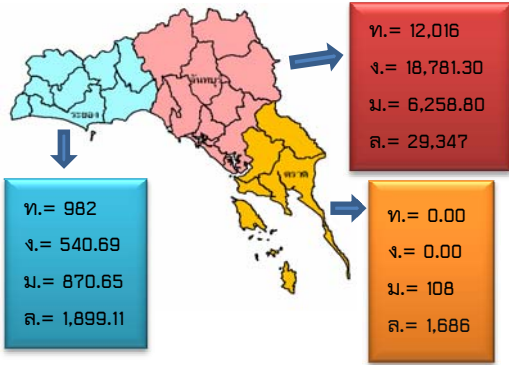 ท.= 12,016
ง.= 18,781.30
ม.= 6,258.80
ล.= 29,347
จันทบุรี
ระยอง
ตราด
ท.= 982
ง.= 540.69
ม.= 870.65
ล.= 1,899.11
ท.= 0.00
ง.= 0.00
ม.= 108
ล.= 1,686